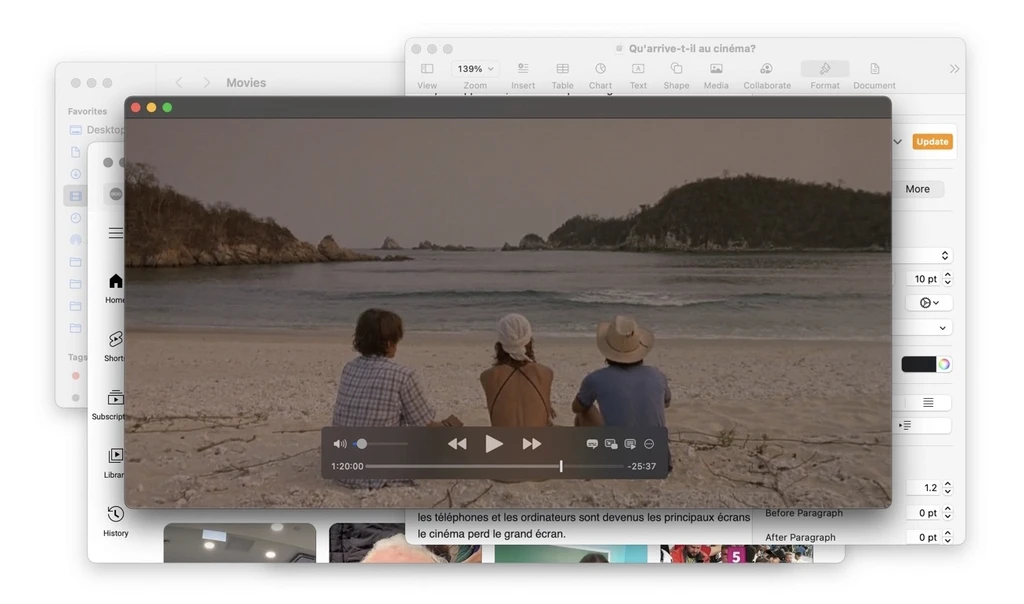 Qu'arrive-t-il au cinéma?
139%
View
Zoom
Insert
Table
Chart
Text
Shape
Media
Collaborate
Format
Document
Movies
Favorites
Desktop
Update
More
10 pt
Home
Shorts
Tags
Subscript
Librar
1:20:00
-25:37
1.2
les téléphones et les ordinateurs sont devenus les principaux écrans
Before Paragraph
0 pt
le cinéma perd le grand écran.
After Paragraph
0 pt
History
5